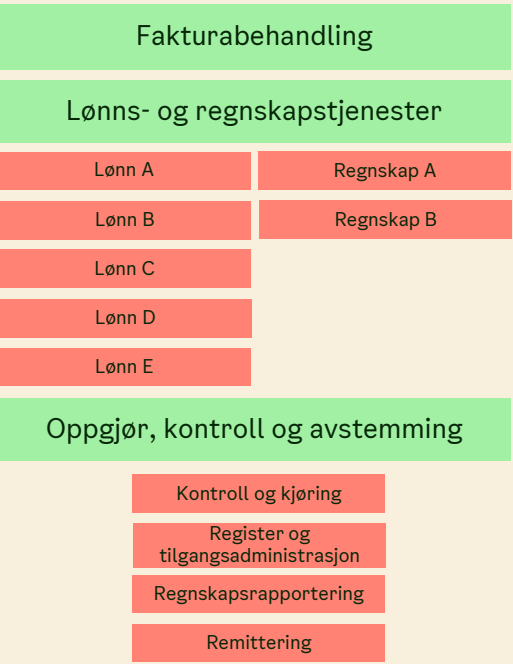 Fakturabehandling
Lønns- og regnskapstjenester
Lønn A
Regnskap A
Lønn B
Regnskap B
Lønn C
Lønn D
Lønn E
Oppgjør, kontroll og avstemming
Kontroll og kjøring
Register og
tilgangsadministrasjon
Regnskapsrapportering
Remittering